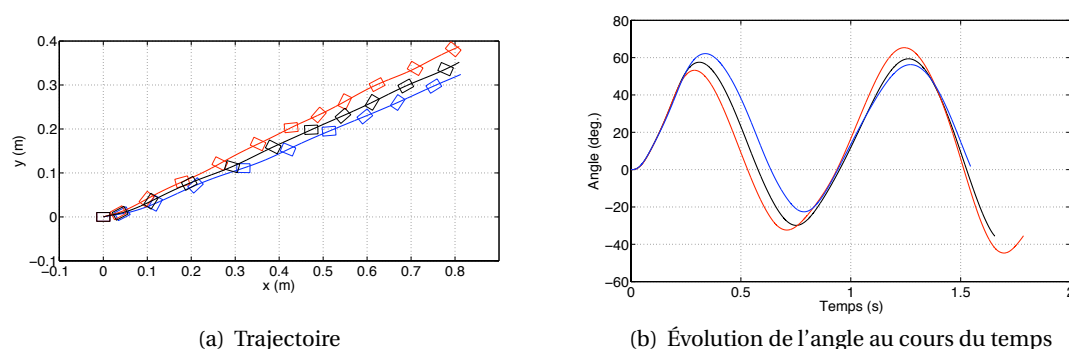 0.4
0.3
0.2
0.1
0
−0.1
−0.1 0 0.1 0.2 0.3 0.4 0.5 0.6 0.7 0.8
x (m)
y (m)
(a) Trajectoire
80
60
40
20
0
−20
−40
−60
0 0.5 1 1.5 2
Temps (s)
Angle (deg.)
(b) Évolution de l'angle au cours du temps